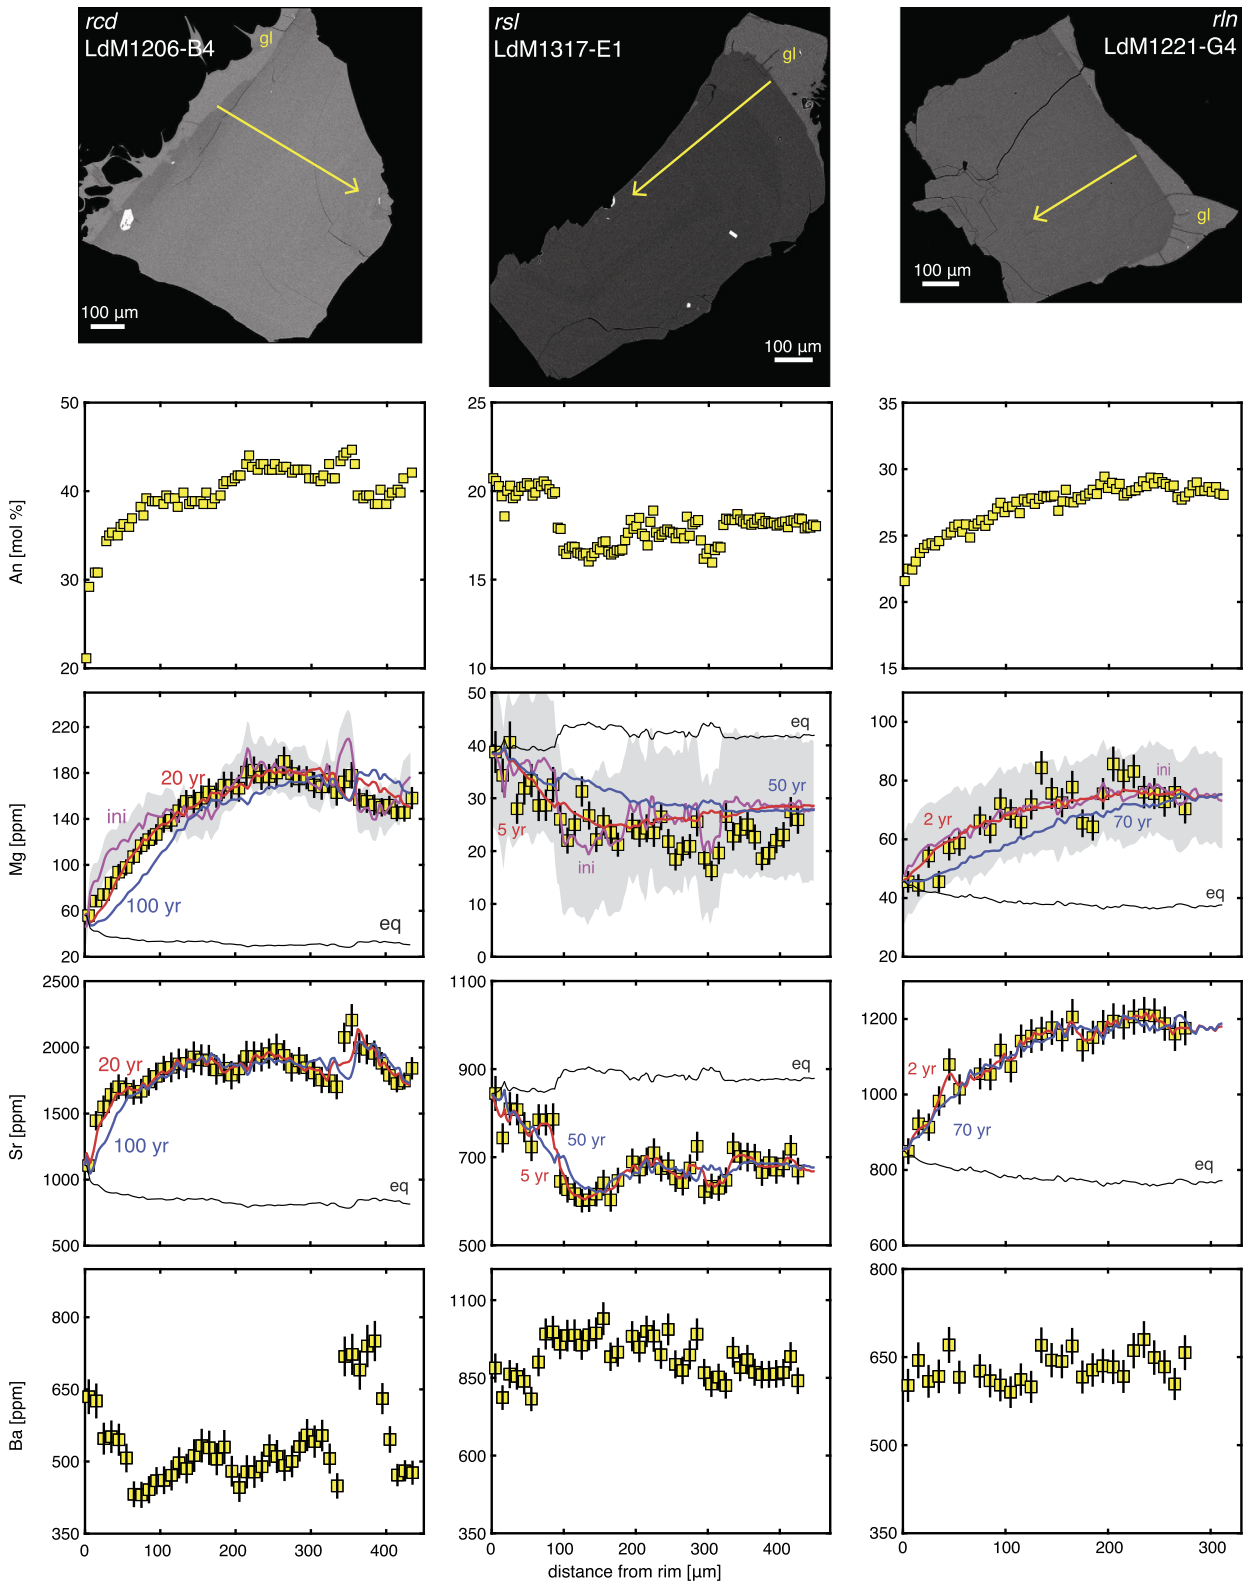 rcd
LdM1206-B4
gl
100 µm
rsl
LdM1317-E1
gl
100 µm
rln
LdM1221-G4
gl
100 µm
An [mol %]
50
40
30
20
25
20
15
10
35
30
25
20
15
Mg [ppm]
220
180
140
100
60
20
ini
20 yr
100 yr
eq
50
40
30
20
10
0
eq
50 yr
5 yr
ini
100
80
60
40
20
ini
2 yr
70 yr
eq
Sr [ppm]
2500
2000
1500
1000
500
20 yr
100 yr
eq
1100
900
700
500
eq
50 yr
5 yr
1200
1000
800
600
2 yr
70 yr
eq
Ba [ppm]
800
650
500
350
0 100 200 300 400
1100
850
600
350
0 100 200 300 400
800
650
500
350
0 100 200 300
distance from rim [µm]